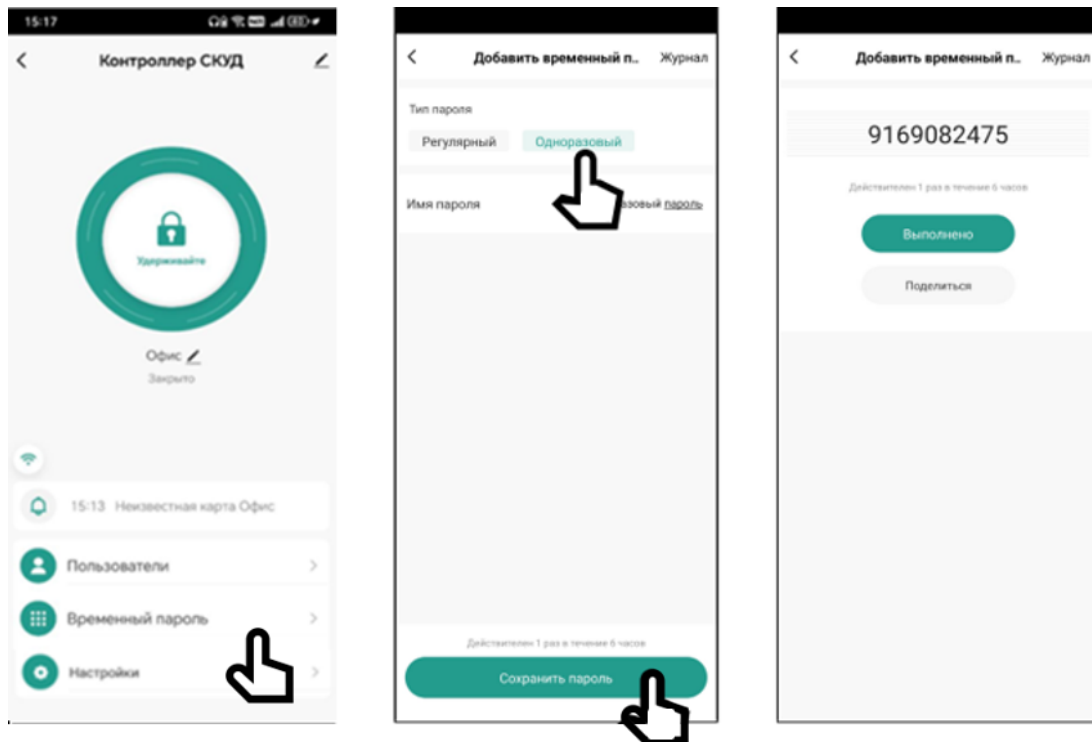 15:17
Контроллер СКУД
Удерживайте
Офис
Закрыто
15:13 Неизвестная карта Офис
Пользователи
Временный пароль
Настройки
Добавить временный п.. Журнал
Тип пароля
Регулярный Одноразовый
Имя пароля пароль
Действителен 1 раз в течение 6 часов
Сохранить пароль
Добавить временный п.. Журнал
9169082475
Действителен 1 раз в течение 6 часов
Выполнено
Поделиться